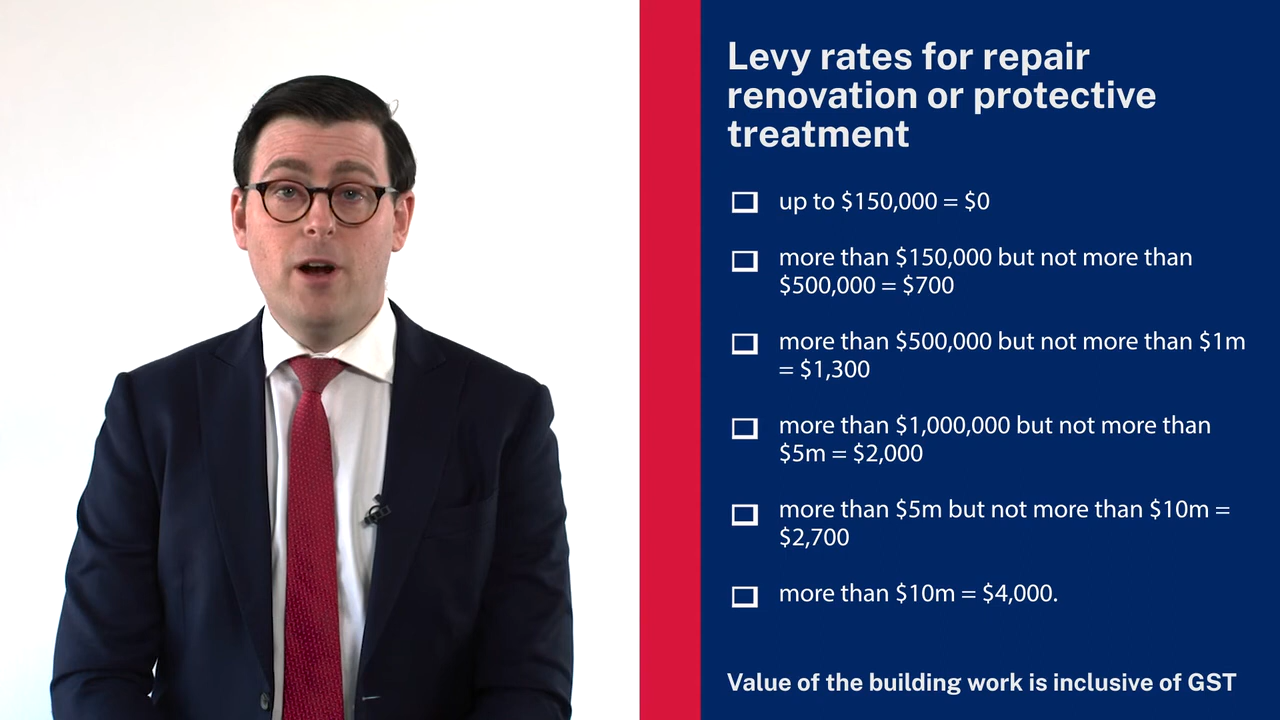 Levy rates for repair
renovation or protective
treatment
up to $150,000 = $0
more than $150,000 but not more than
$500,000 = $700
more than $500,000 but not more than $1m
= $1,300
more than $1,000,000 but not more than
$5m = $2,000
more than $5m but not more than $10m =
$2,700
more than $10m = $4,000.
Value of the building work is inclusive of GST